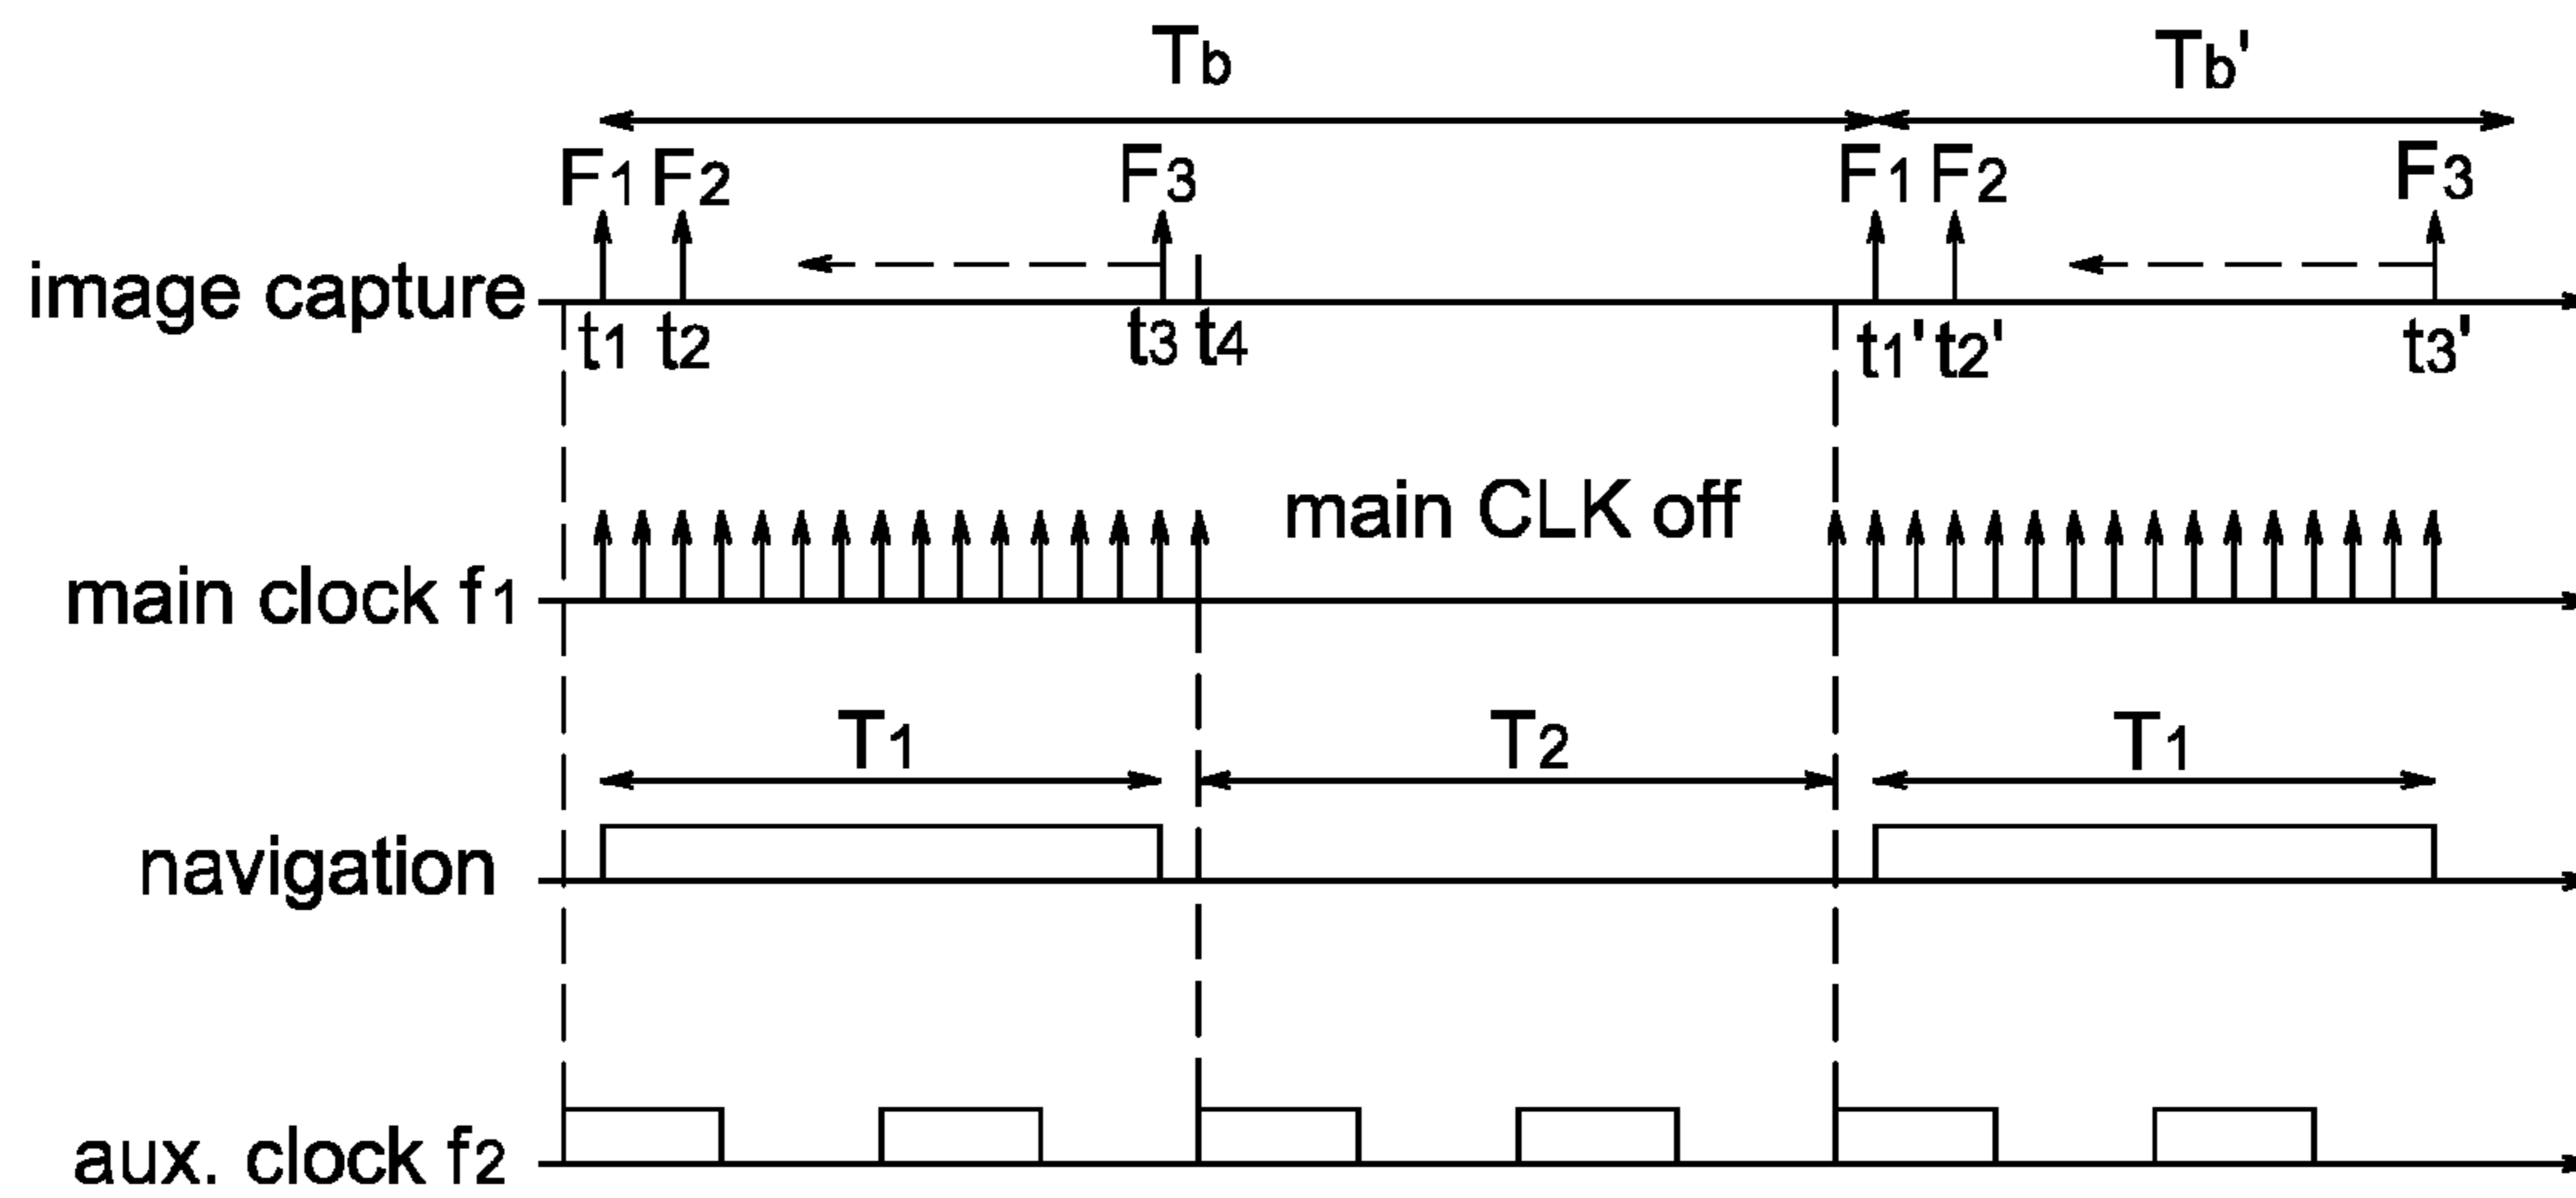 Tb Tb'
F1 F2 F3 F1 F2 F3
image capture
t1 t2 t3 t4 t1' t2' t3'
main CLK off
main clock f1
T1 T2 T1
navigation
aux. clock f2